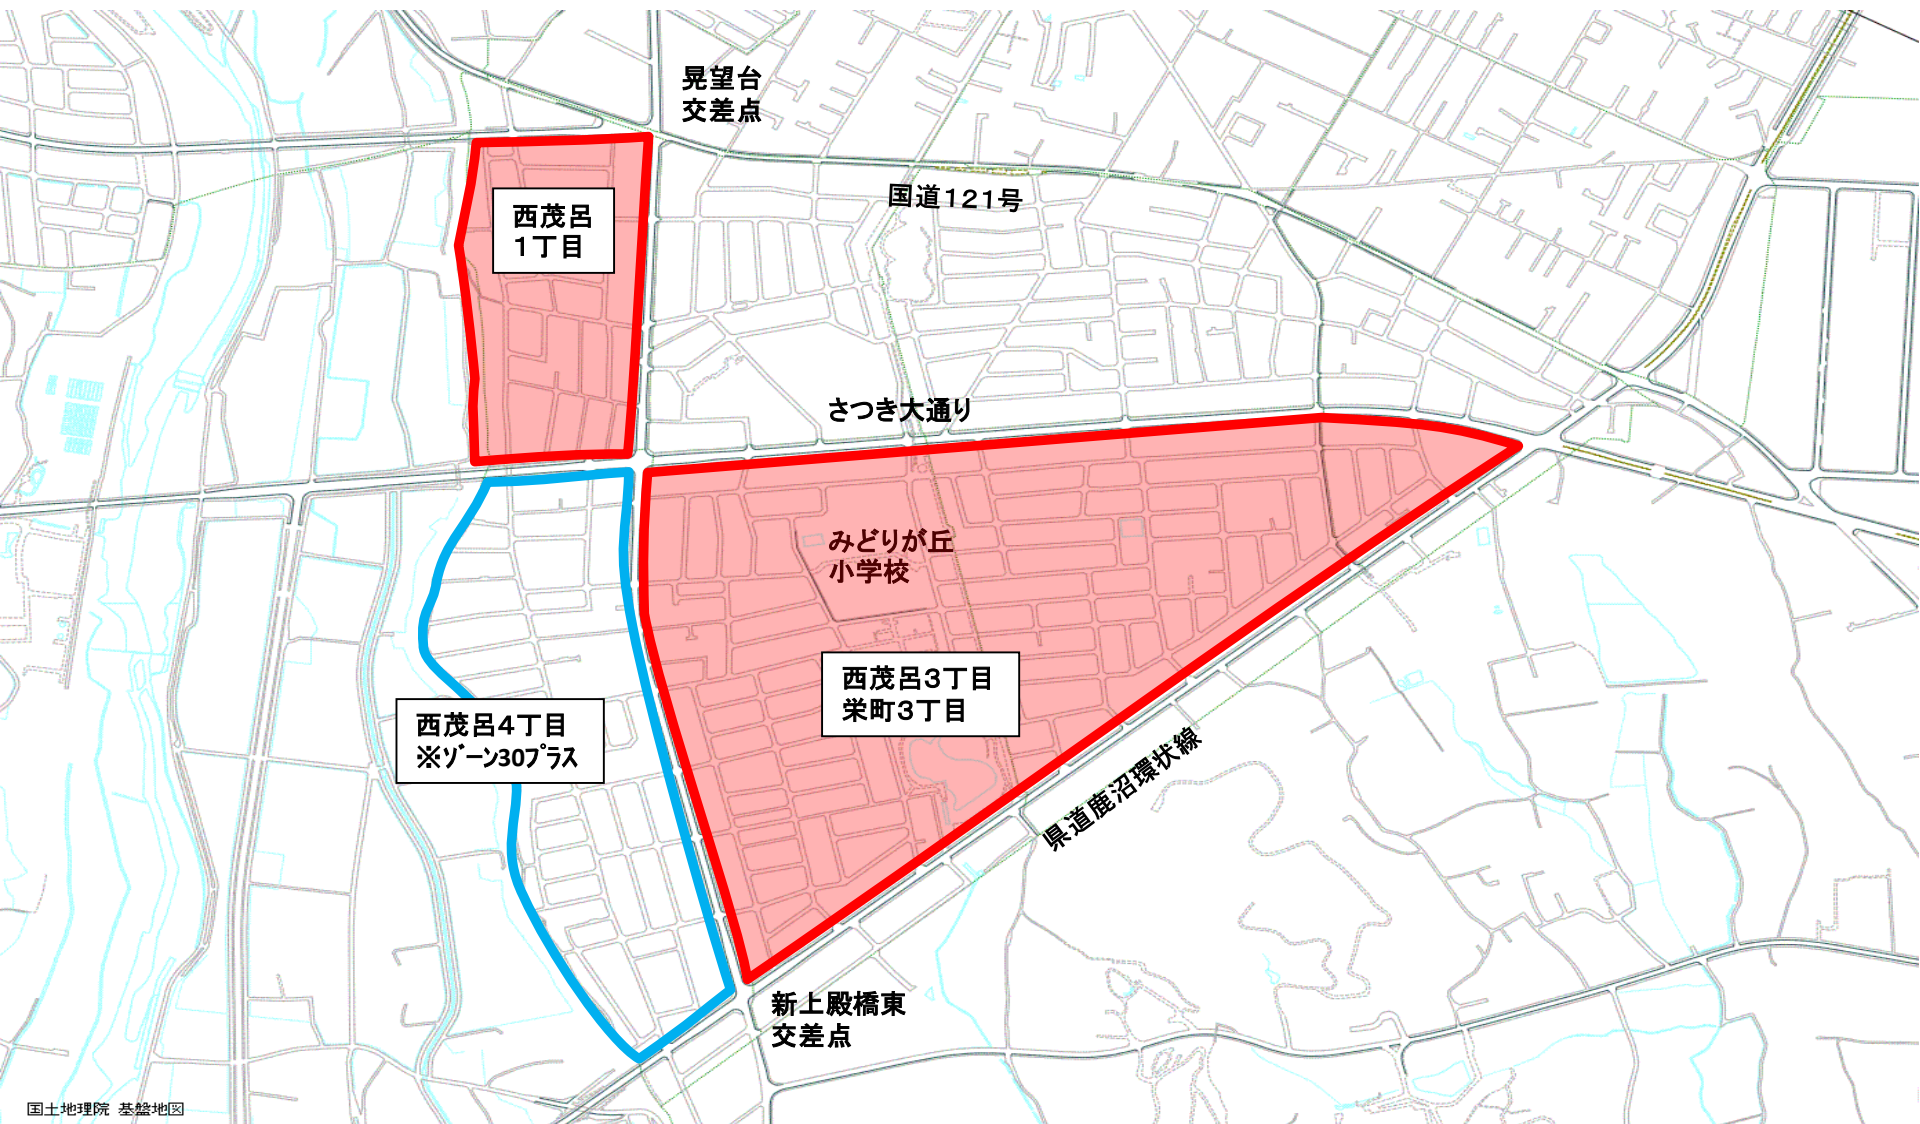 晃望台
交差点
国道121号
西茂呂
1丁目
さつき大通り
みどりが丘
小学校
西茂呂3丁目
栄町3丁目
西茂呂4丁目
※ゾーン30プラス
県道鹿沼環状線
新上殿橋東
交差点
国土地理院 基盤地図